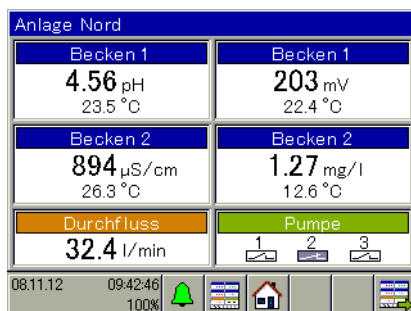 Anlage Nord
Becken 1
4.56 pH
23.5 °C
Becken 1
203 mV
22.4 °C
Becken 2
894 µS/cm
26.3 °C
Becken 2
1.27 mg/l
12.6 °C
Durchfluss
32.4 l/min
Pumpe
1 2 3
08.11.12 09:42:46
100%